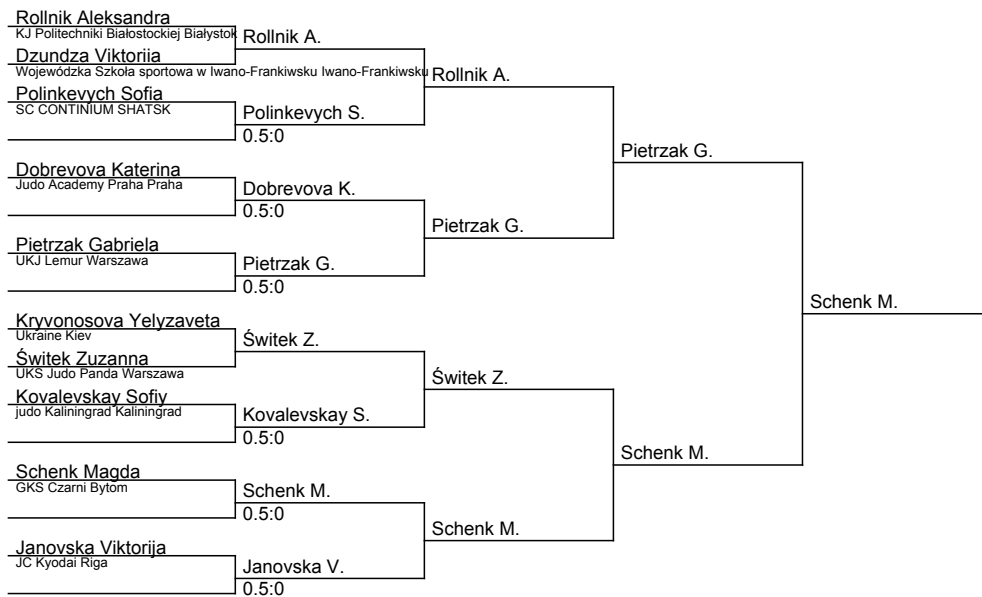 Rollnik Aleksandra
KJ Politechniki Białostockiej Białystok
Rollnik A.
Dzundza Viktoriia
Wojewódzka Szkoła sportowa w Iwano-Frankiwsku Iwano-Frankiwsku
Rollnik A.
Polinkevych Sofia
SC CONTINIUM SHATSK
Polinkevych S.
0.5:0
Pietrzak G.
Dobrevova Katerina
Judo Academy Praha Praha
Dobrevova K.
0.5:0
Pietrzak G.
Pietrzak Gabriela
UKJ Lemur Warszawa
Pietrzak G.
0.5:0
Schenk M.
Kryvonosova Yelyzaveta
Ukraine Kiev
Świtek Z.
Świtek Zuzanna
UKS Judo Panda Warszawa
Świtek Z.
Kovalevskay Sofiy
judo Kaliningrad Kaliningrad
Kovalevskay S.
0.5:0
Schenk M.
Schenk Magda
GKS Czarni Bytom
Schenk M.
0.5:0
Schenk M.
Janovska Viktorija
JC Kyodai Riga
Janovska V.
0.5:0